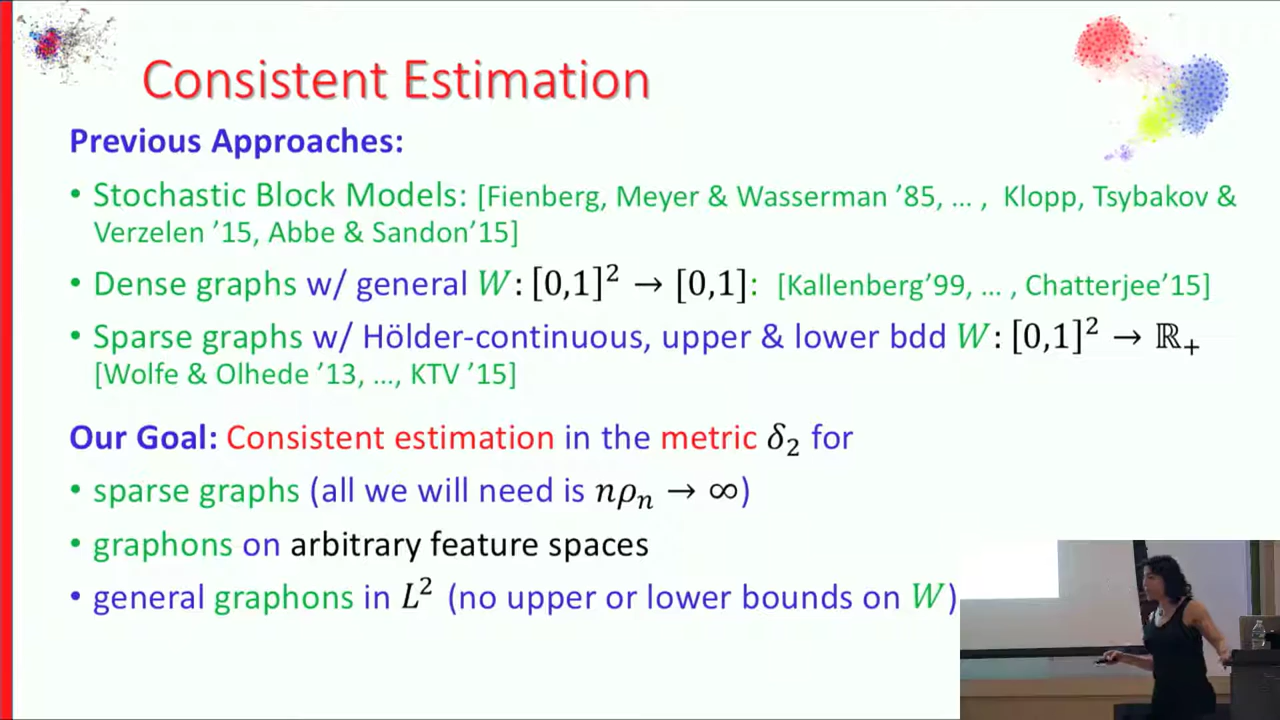 Consistent Estimation
Previous Approaches:
• Stochastic Block Models: [Fienberg, Meyer & Wasserman ’85, … , Klopp, Tsybakov &
Verzelen ’15, Abbe & Sandon’15]
• Dense graphs w/ general W: [0,1]² → [0,1]: [Kallenberg’99, … , Chatterjee’15]
• Sparse graphs w/ Hölder-continuous, upper & lower bdd W: [0,1]² → ℝ₊
[Wolfe & Olhede ’13, …, KTV ’15]
Our Goal: Consistent estimation in the metric δ₂ for
• sparse graphs (all we will need is nρₙ → ∞)
• graphons on arbitrary feature spaces
• general graphons in L² (no upper or lower bounds on W)